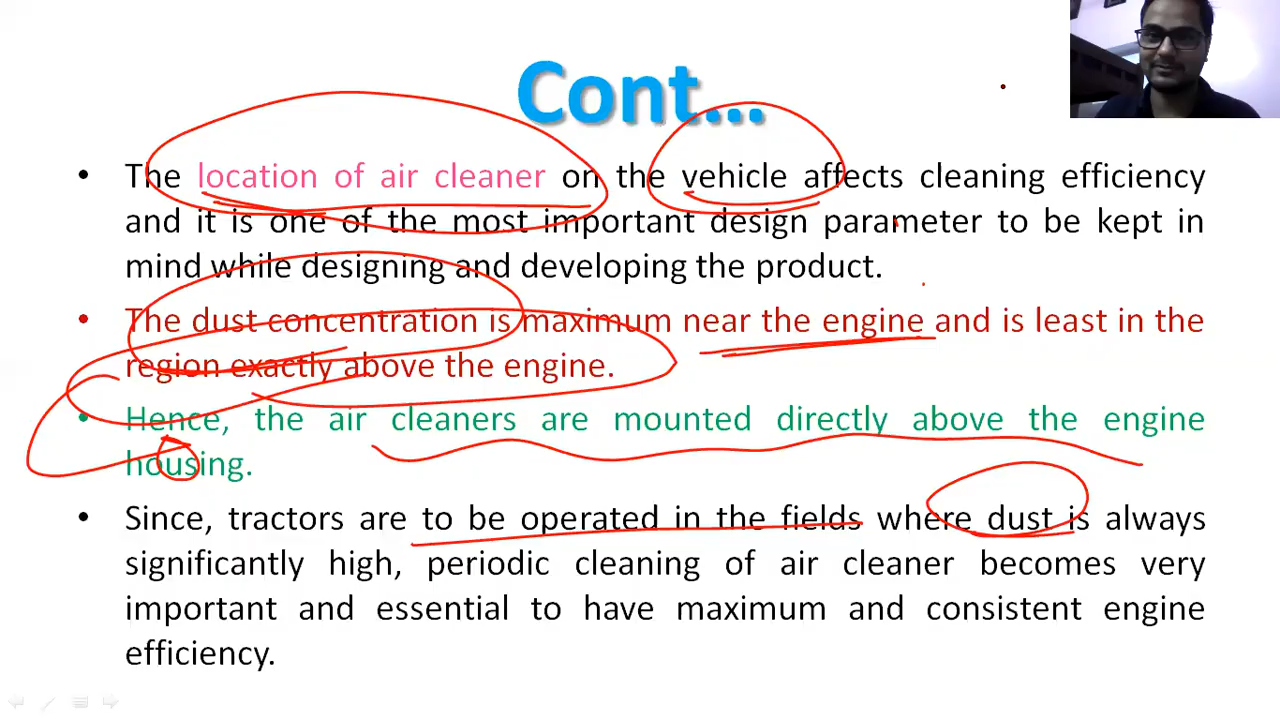 Cont...
• The location of air cleaner on the vehicle affects cleaning efficiency
and it is one of the most important design parameter to be kept in
mind while designing and developing the product.
• The dust concentration is maximum near the engine and is least in the
region exactly above the engine.
• Hence, the air cleaners are mounted directly above the engine
housing.
• Since, tractors are to be operated in the fields where dust is always
significantly high, periodic cleaning of air cleaner becomes very
important and essential to have maximum and consistent engine
efficiency.